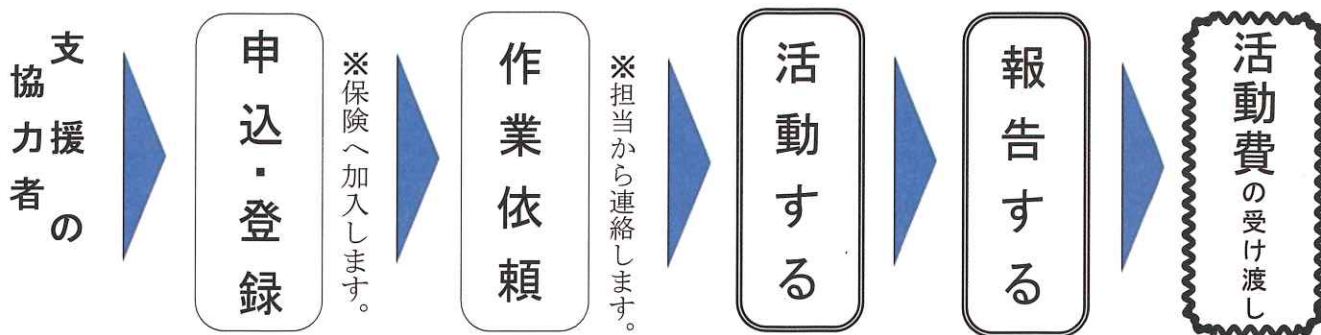 支援の
協力者
申込・登録
※保険へ加入します。
作業依頼
※担当から連絡します。
活動する
報告する
活動費の受け渡し